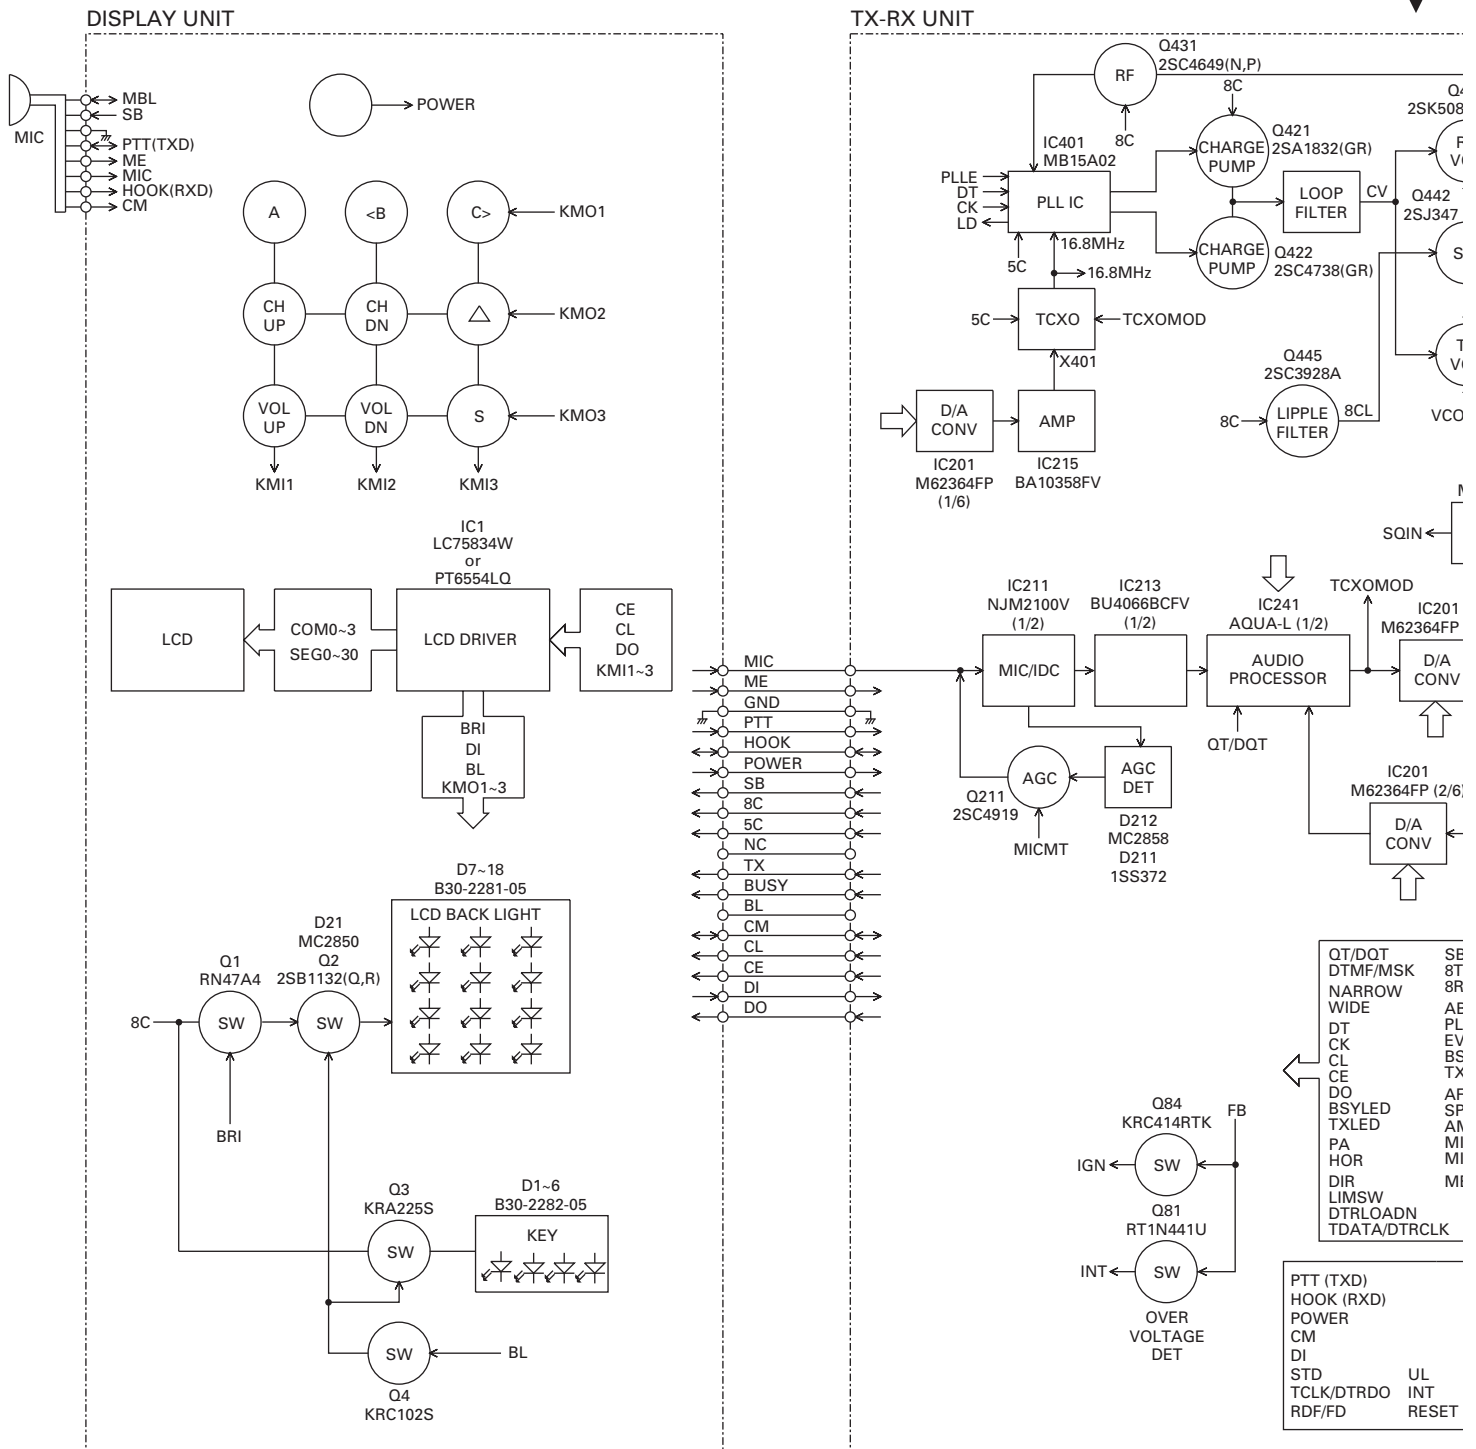 DISPLAY UNIT
MIC
MBL
SB
PTT(TXD)
ME
MIC
HOOK(RXD)
CM
POWER
A
<B
C>
KMO1
CH
UP
CH
DN
KMO2
VOL
UP
VOL
DN
S
KMO3
KMI1
KMI2
KMI3
IC1
LC75834W
or
PT6554LQ
LCD
COM0~3
SEG0~30
LCD DRIVER
CE
CL
DO
KMI1~3
BRI
DI
BL
KMO1~3
D7~18
B30-2281-05
LCD BACK LIGHT
D21
MC2850
Q2
2SB1132(Q,R)
Q1
RN47A4
8C
SW
SW
BRI
Q3
KRA225S
SW
D1~6
B30-2282-05
KEY
SW
BL
Q4
KRC102S
MIC
ME
GND
PTT
HOOK
POWER
SB
8C
5C
NC
TX
BUSY
BL
CM
CL
CE
DI
DO
TX-RX UNIT
Q431
2SC4649(N,P)
RF
8C
8C
IC401
MB15A02
PLLE
DT
CK
LD
PLL IC
5C
16.8MHz
16.8MHz
CHARGE
PUMP
Q421
2SA1832(GR)
CHARGE
PUMP
Q422
2SC4738(GR)
LOOP
FILTER
CV
2SK508
Q442
2SJ347
5C
TCXO
TCXOMOD
X401
D/A
CONV
AMP
IC201
M62364FP
(1/6)
IC215
BA10358FV
Q445
2SC3928A
8C
LIPPLE
FILTER
8CL
VCO
SQIN
IC211
NJM2100V
(1/2)
MIC/IDC
IC213
BU4066BCFV
(1/2)
IC241
AQUA-L (1/2)
AUDIO
PROCESSOR
QT/DQT
TCXOMOD
IC201
M62364FP
D/A
CONV
AGC
Q211
2SC4919
MICMT
AGC
DET
D212
MC2858
D211
1SS372
IC201
M62364FP (2/6)
D/A
CONV
QT/DQT SB
DTMF/MSK 8T
NARROW 8R
WIDE
DT PL
CK EV
CL BS
CE TX
DO
BSYLED SP
TXLED
PA MI
HOR MI
DIR
LIMSW
DTRLOADN
TDATA/DTRCLK
Q84
KRC414RTK
FB
IGN
SW
Q81
RT1N441U
INT
SW
OVER
VOLTAGE
DET
PTT (TXD)
HOOK (RXD)
POWER
CM
DI
STD UL
TCLK/DTRDO INT
RDF/FD RESET